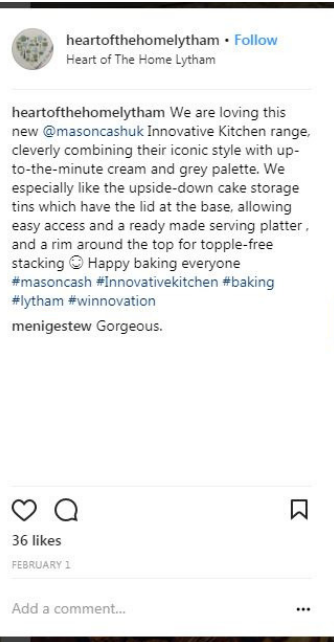 heartofthehomelytham • Follow
Heart of The Home Lytham
heartofthehomelytham We are loving this
new @masoncashuk Innovative Kitchen range,
cleverly combining their iconic style with up-
to-the-minute cream and grey palette. We
especially like the upside-down cake storage
tins which have the lid at the base, allowing
easy access and a ready made serving platter ,
and a rim around the top for topple-free
stacking 😊 Happy baking everyone
#masoncash #Innovativekitchen #baking
#lytham #winnovation
menigestew Gorgeous.
36 likes
FEBRUARY 1
Add a comment...